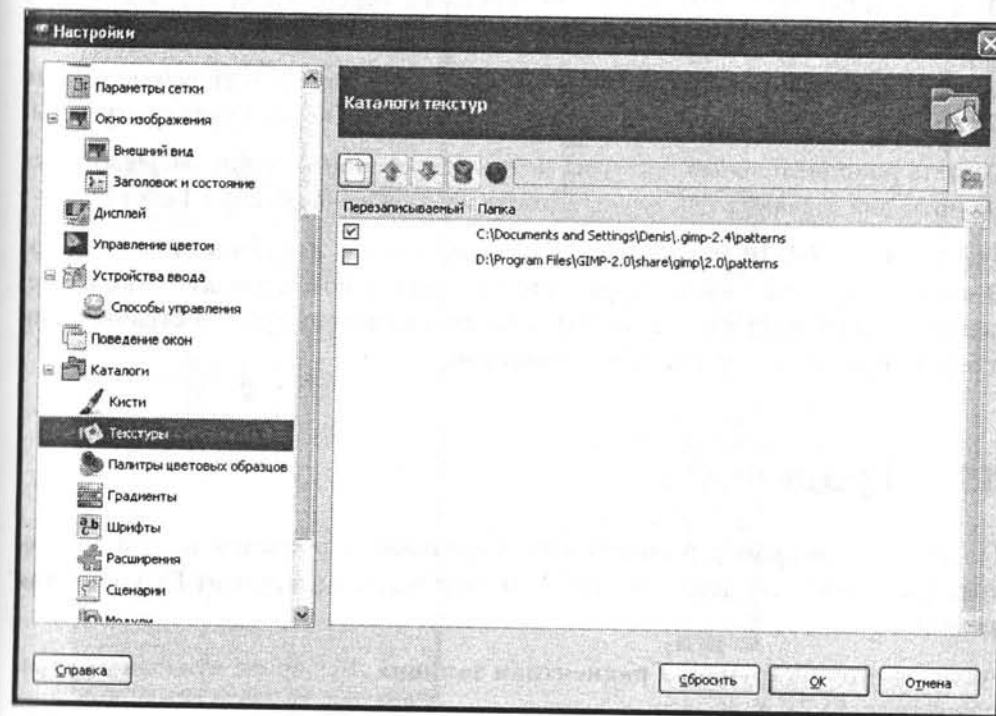 Настройки
Параметры сетки
Окно изображения
Внешний вид
Заголовок и состояние
Дисплей
Управление цветом
Устройства ввода
Способы управления
Поведение окон
Каталоги
Кисти
Текстуры
Палитры цветовых образцов
Градиенты
Шрифты
Расширения
Сценарии
Модули
Каталоги текстур
Перезаписываемый Папка
C:\Documents and Settings\Denis\.gimp-2.4\patterns
D:\Program Files\GIMP-2.0\share\gimp\2.0\patterns
Справка
Сбросить
OK
Отмена